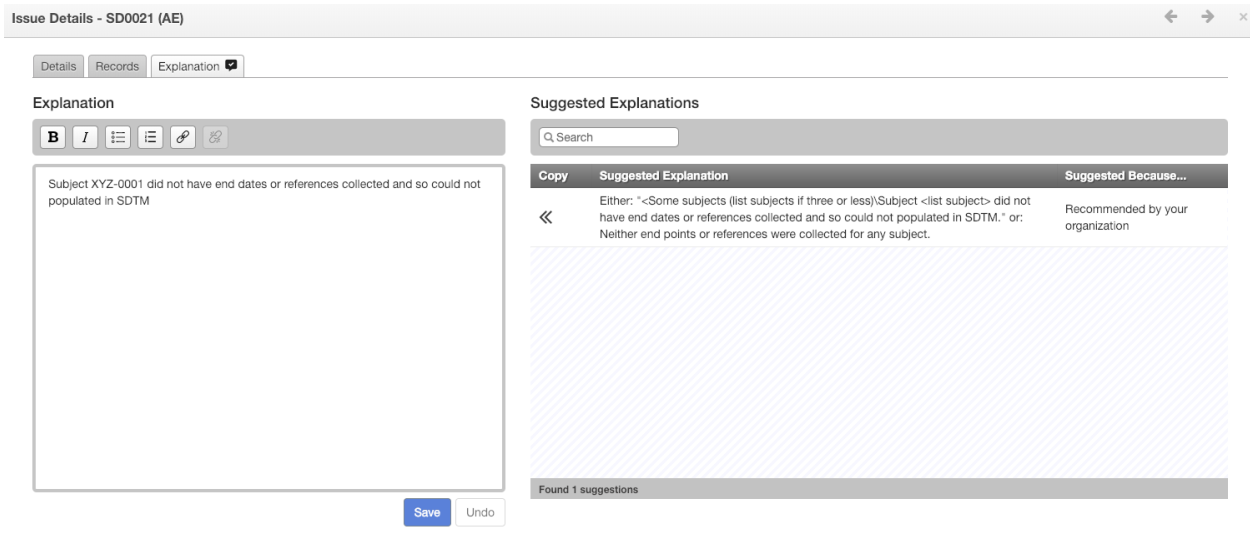 Issue Details - SD0021 (AE)
Details
Records
Explanation
Explanation
B
I
Subject XYZ-0001 did not have end dates or references collected and so could not
populated in SDTM
Save
Undo
Suggested Explanations
Search
Copy
Suggested Explanation
Suggested Because...
Either: "<Some subjects (list subjects if three or less)\Subject <list subject> did not
have end dates or references collected and so could not populated in SDTM." or:
Neither end points or references were collected for any subject.
Recommended by your
organization
Found 1 suggestions